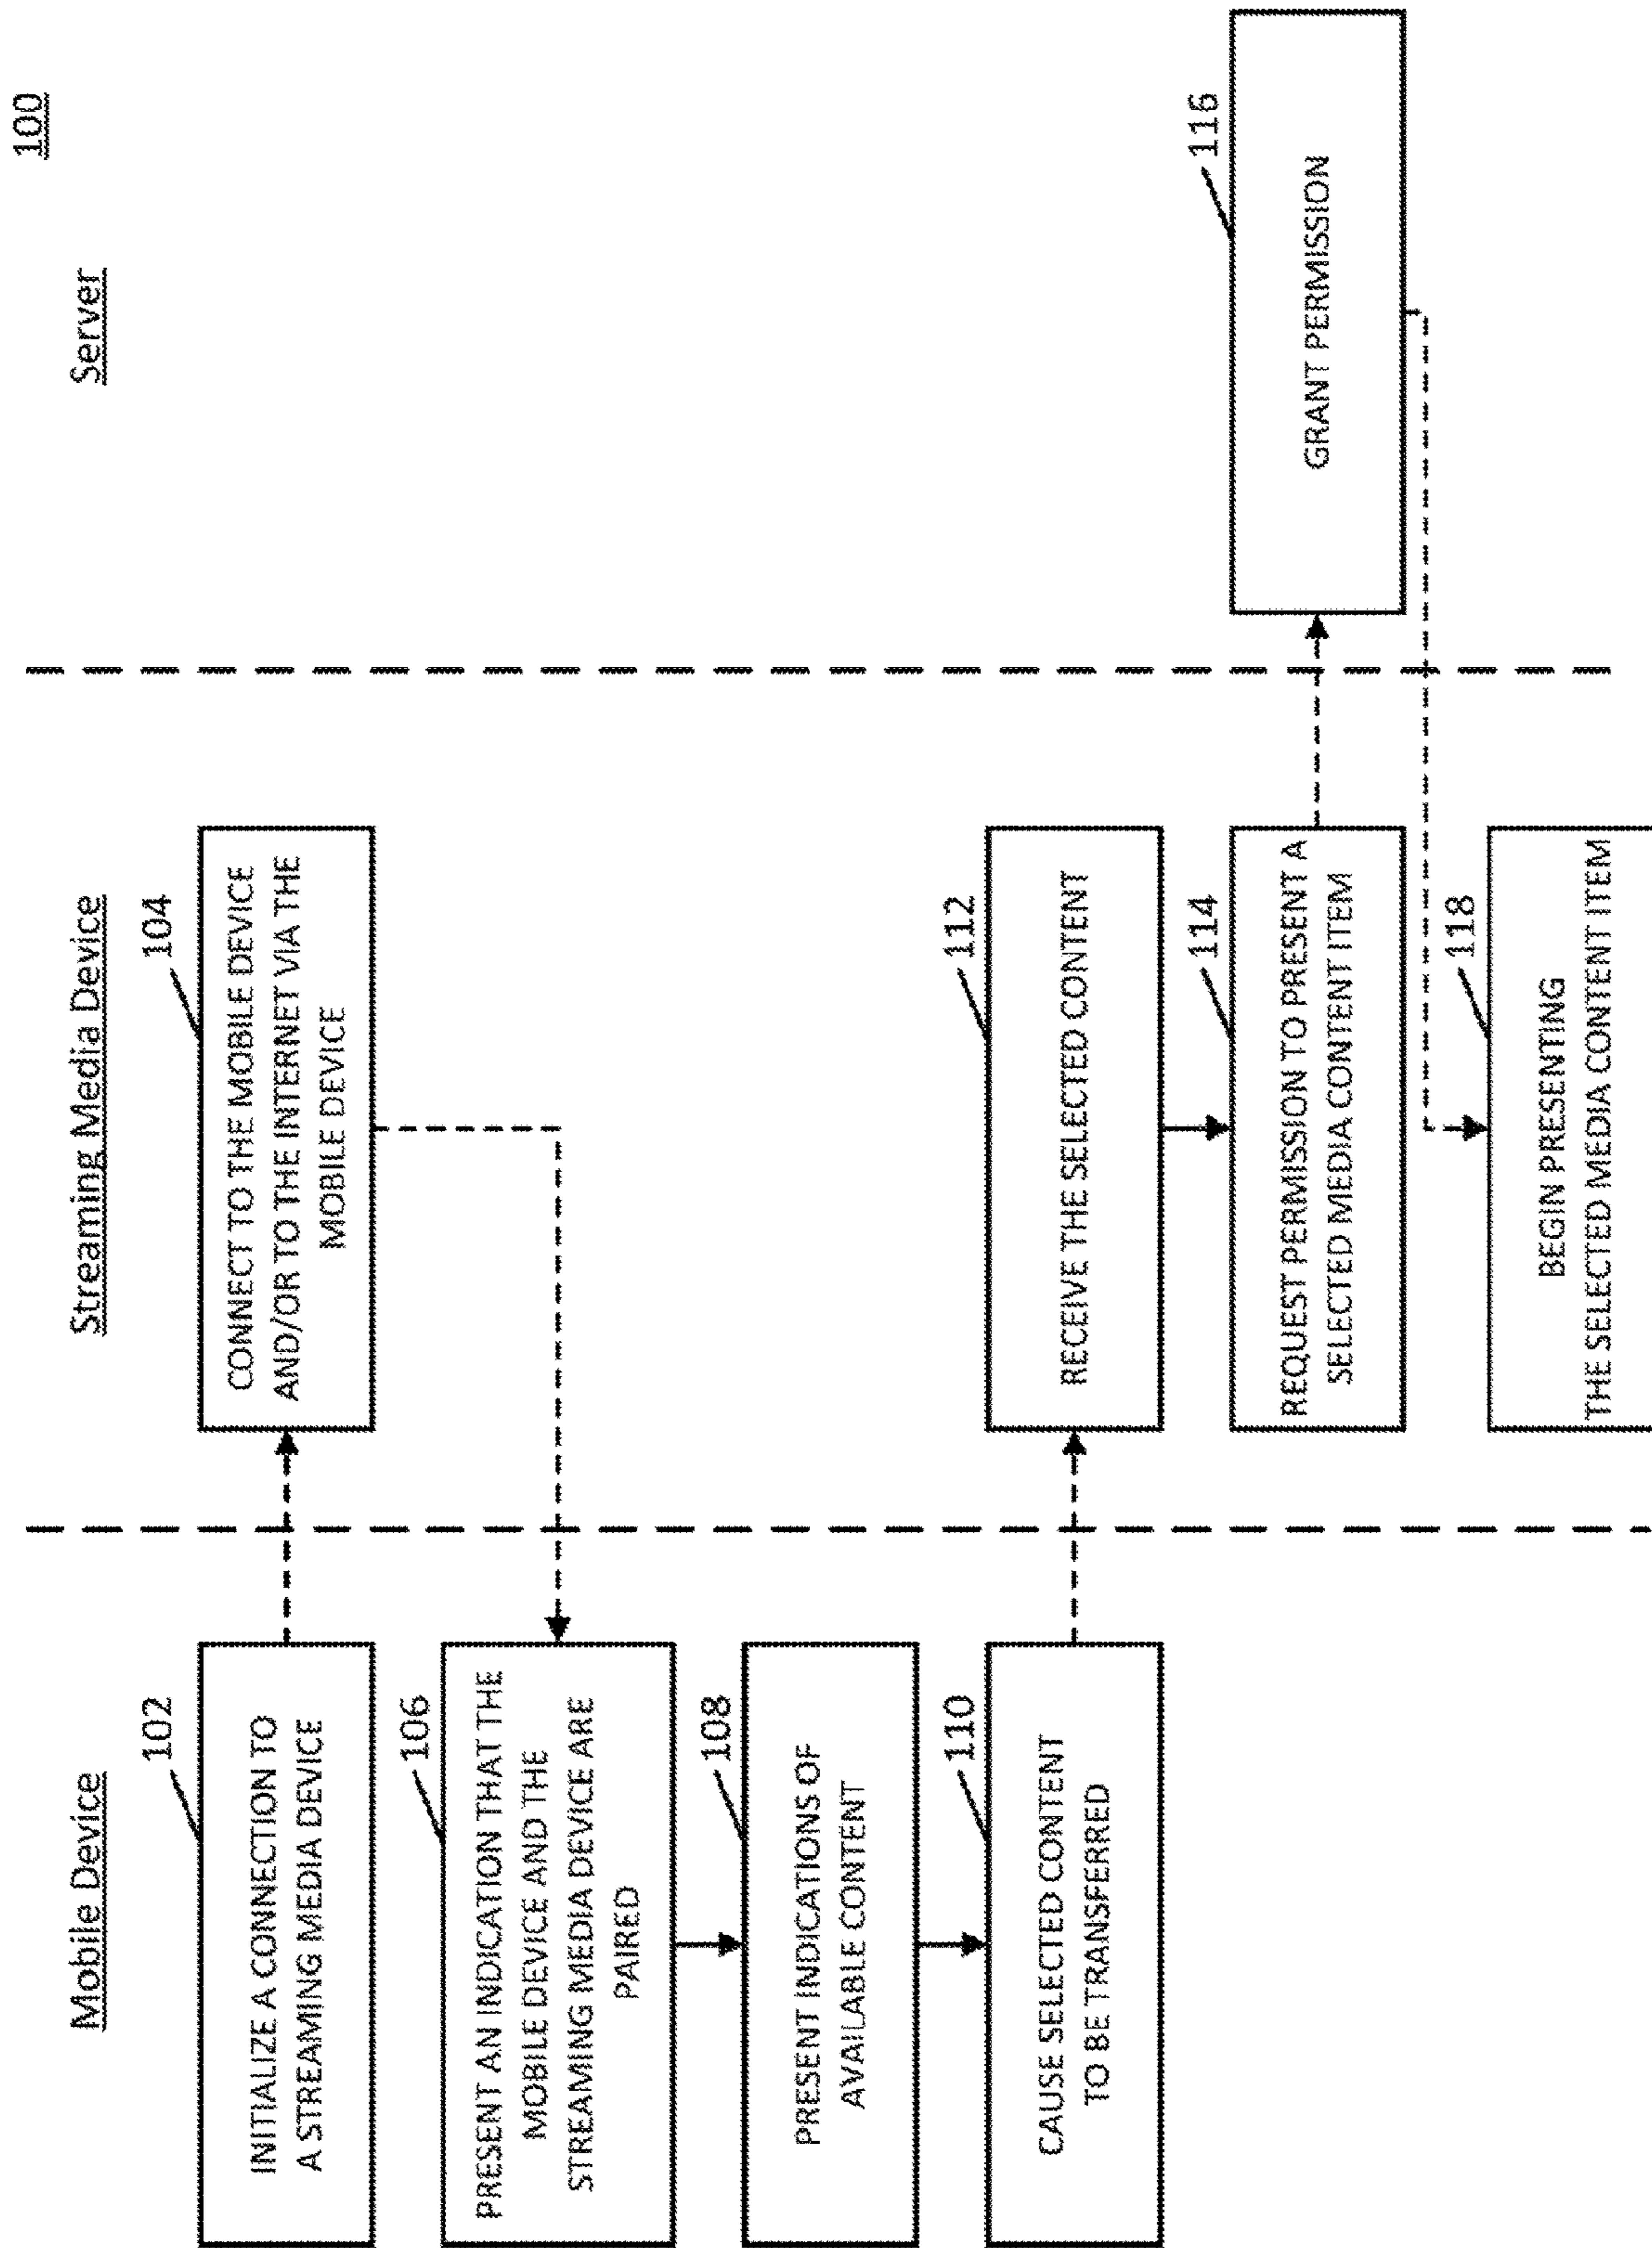 100
Mobile Device
Streaming Media Device
Server
102
INITIALIZE A CONNECTION TO
A STREAMING MEDIA DEVICE
104
CONNECT TO THE MOBILE DEVICE
AND/OR TO THE INTERNET VIA THE
MOBILE DEVICE
106
PRESENT AN INDICATION THAT THE
MOBILE DEVICE AND THE
STREAMING MEDIA DEVICE ARE
PAIRED
108
PRESENT INDICATIONS OF
AVAILABLE CONTENT
110
CAUSE SELECTED CONTENT
TO BE TRANSFERRED
112
RECEIVE THE SELECTED CONTENT
114
REQUEST PERMISSION TO PRESENT A
SELECTED MEDIA CONTENT ITEM
116
GRANT PERMISSION
118
BEGIN PRESENTING
THE SELECTED MEDIA CONTENT ITEM